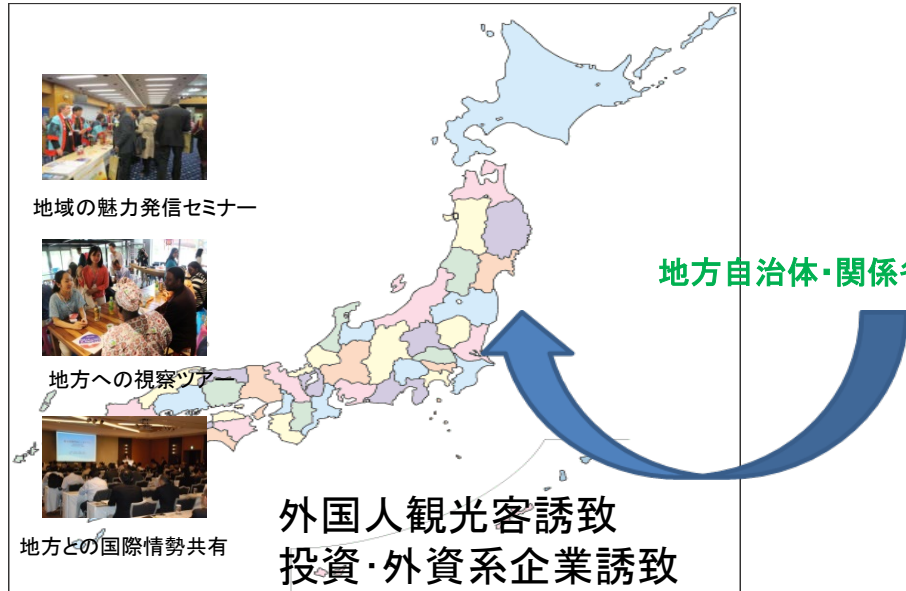 地域の魅力発信セミナー
地方自治体・関係
地方への視察ツアー
地方との国際情勢共有
外国人観光客誘致
投資・外資系企業誘致